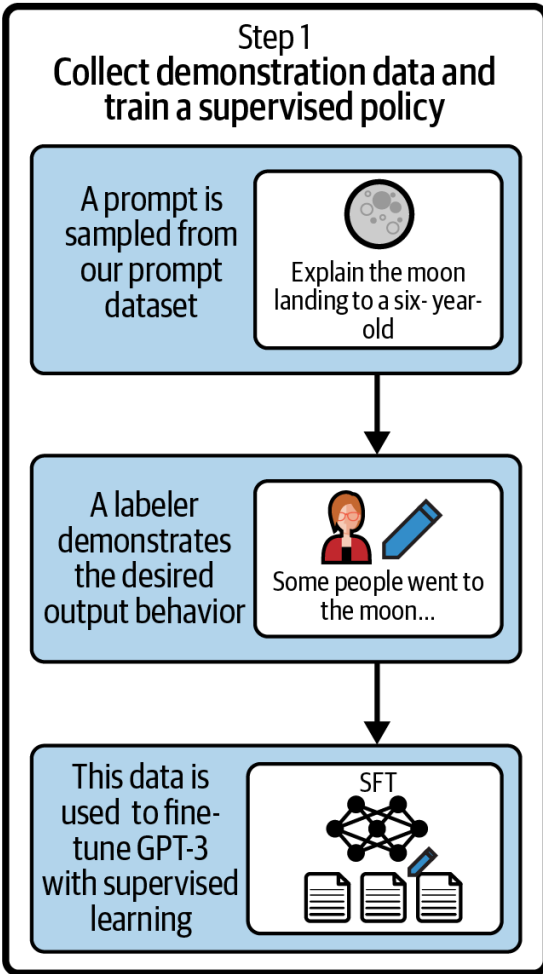 Step 1
Collect demonstration data and
train a supervised policy
A prompt is
sampled from
our prompt
dataset
Explain the moon
landing to a six- year-
old
A labeler
demonstrates
the desired
output behavior
Some people went to
the moon...
This data is
used to fine-
tune GPT-3
with supervised
learning
SFT